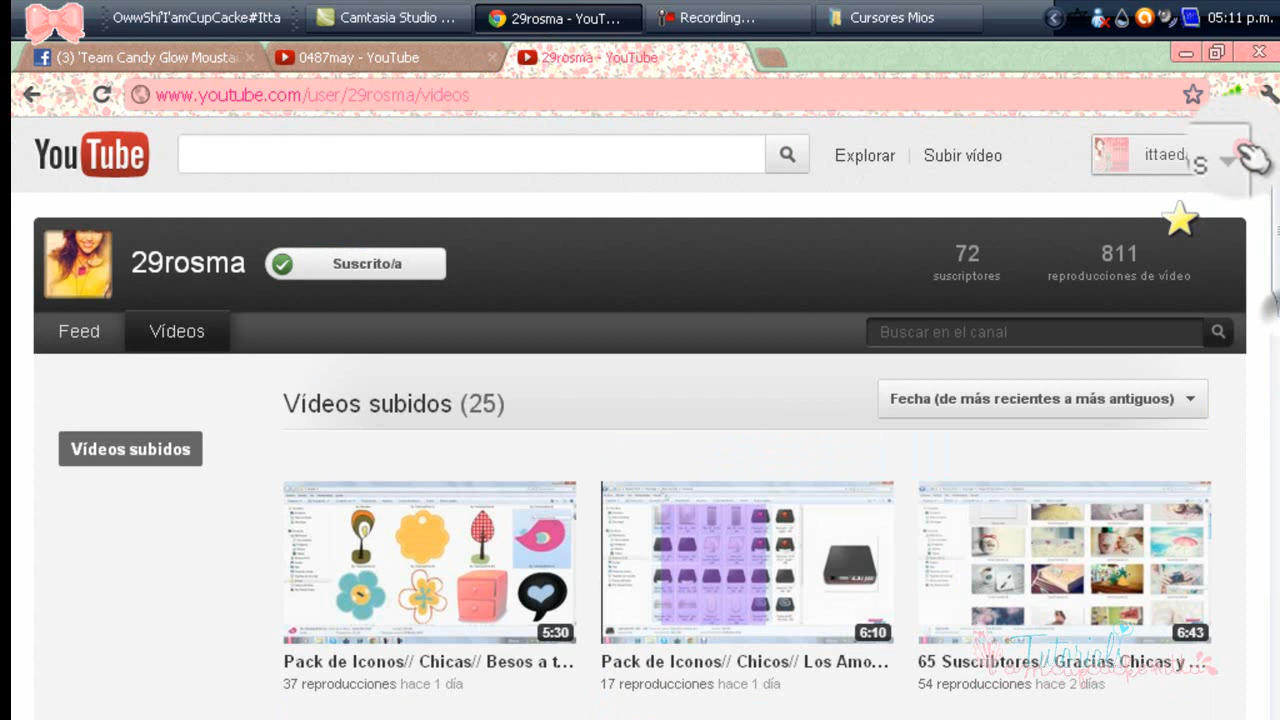 OwwShi'I'amCupCacke#Itta
Camtasia Studio ...
29rosma - YouT...
Recording...
Cursores Mios
05:11 p.m.
(3) 'Team Candy Glow Mousta
0487may - YouTube
29rosma - YouTube
www.youtube.com/user/29rosma/videos
YouTube
Explorar
Subir vídeo
ittaed
s
29rosma
Suscrito/a
72
suscriptores
811
reproducciones de vídeo
Feed
Vídeos
Buscar en el canal
Vídeos subidos (25)
Fecha (de más recientes a más antiguos)
Vídeos subidos
5:30
6:10
6:43
Pack de Iconos// Chicas// Besos a t...
Pack de Iconos// Chicos// Los Amo...
65 Suscribtores// Gracias Chicas y ...
37 reproducciones hace 1 día
17 reproducciones hace 1 día
54 reproducciones hace 2 días
Tutorials